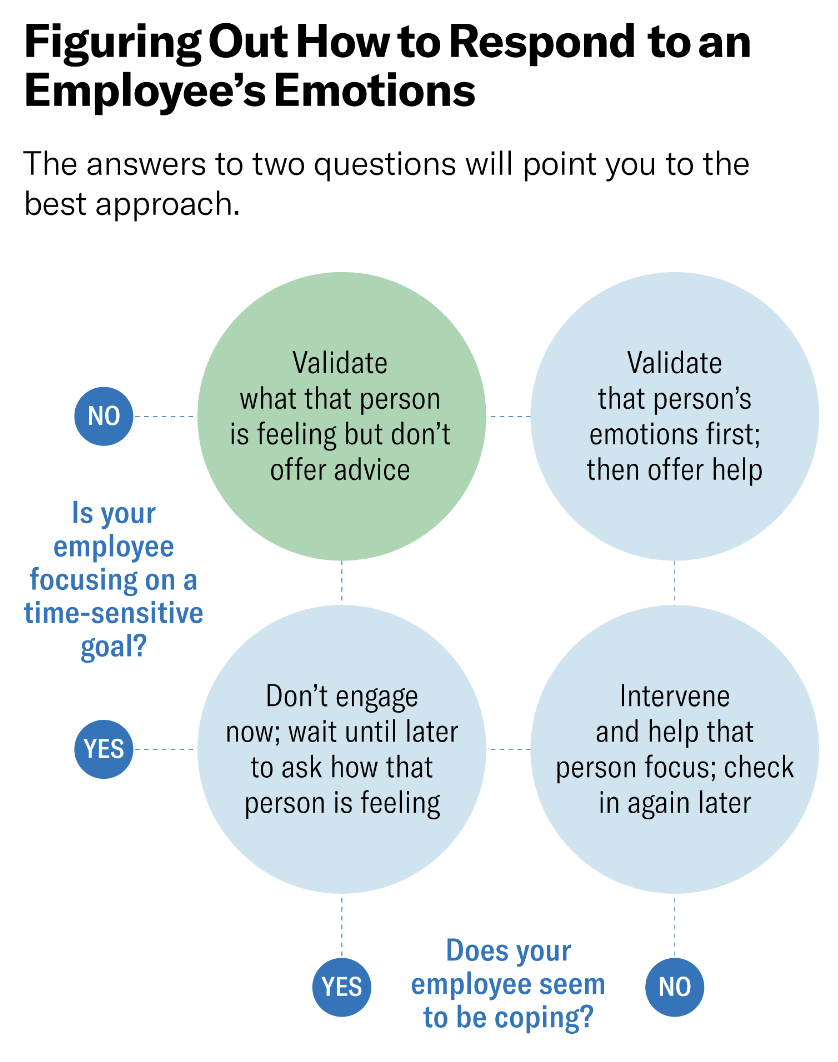 Figuring Out How to Respond to an
Employee’s Emotions
The answers to two questions will point you to the
best approach.
NO
Validate
what that person
is feeling but don’t
offer advice
Validate
that person’s
emotions first;
then offer help
Is your
employee
focusing on a
time-sensitive
goal?
YES
Don’t engage
now; wait until later
to ask how that
person is feeling
Intervene
and help that
person focus; check
in again later
YES
Does your
employee seem
to be coping?
NO